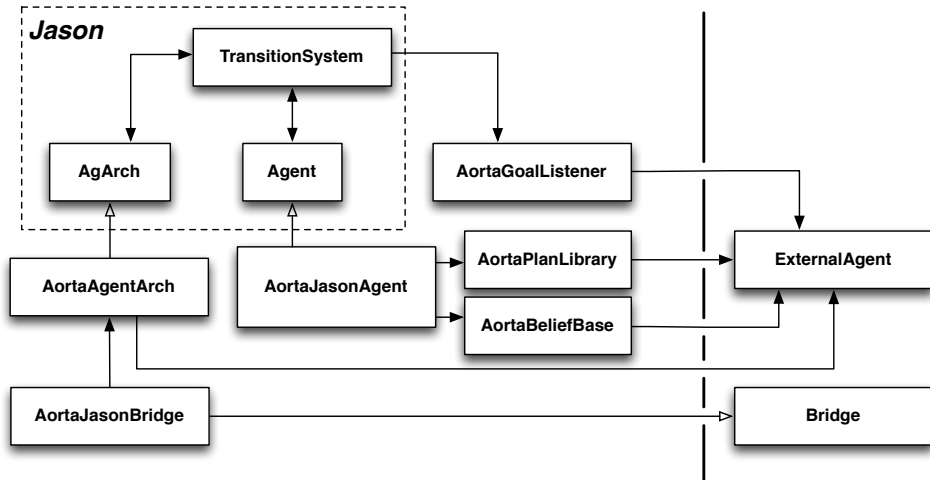 Jason
TransitionSystem
AgArch
Agent
AortaGoalListener
AortaAgentArch
AortaJasonAgent
AortaPlanLibrary
ExternalAgent
AortaBeliefBase
AortaJasonBridge
Bridge